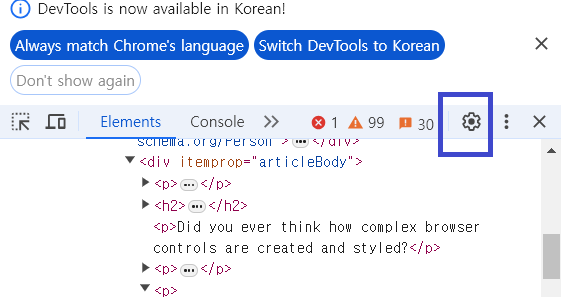 DevTools is now available in Korean!
Always match Chrome's language Switch DevTools to Korean
Don't show again
Elements Console 1 99 30
schema.org/Person">…</div>
<div itemprop="articleBody">
<p>…</p>
<h2>…</h2>
<p>Did you ever think how complex browser
controls are created and styled?</p>
<p>…</p>
<p>